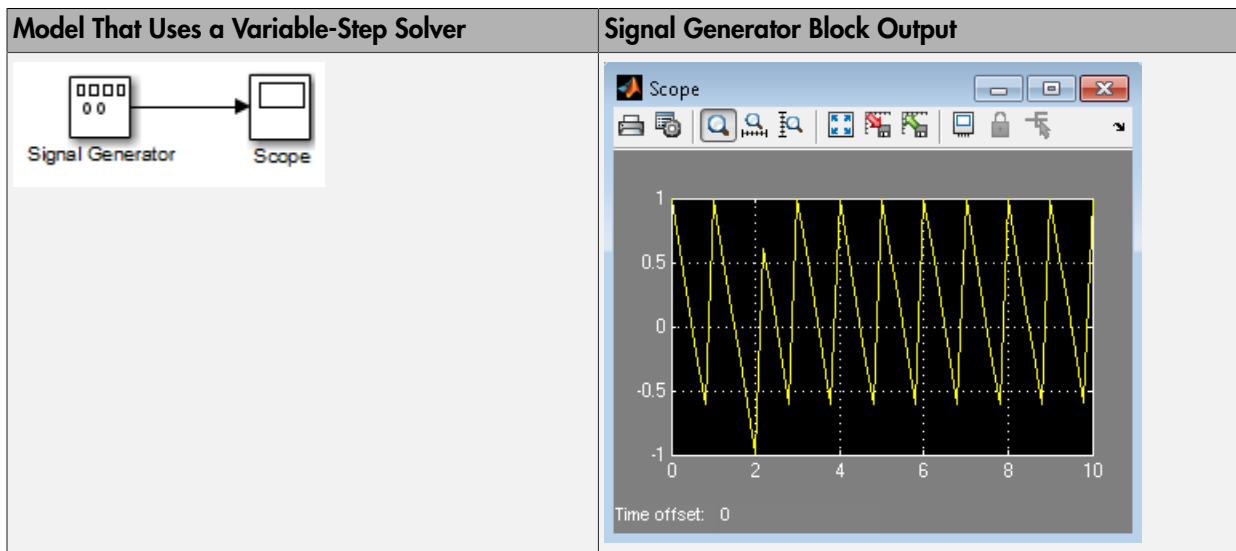 Model That Uses a Variable-Step Solver
Signal Generator Block Output
Signal Generator
Scope
Scope
1
0.5
0
-0.5
-1
0 2 4 6 8 10
Time offset: 0